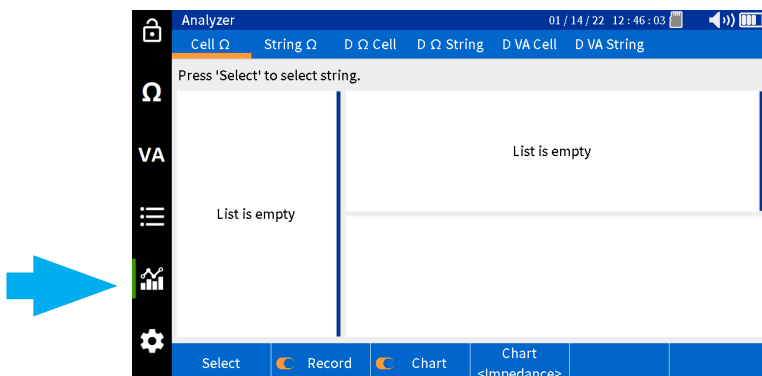 Analyzer 01 / 14 / 22 12 : 46 : 03
Cell Ω String Ω D Ω Cell D Ω String D VA Cell D VA String
Press 'Select' to select string.
Ω
List is empty
VA
List is empty
Select Record Chart Chart
<Impedance>